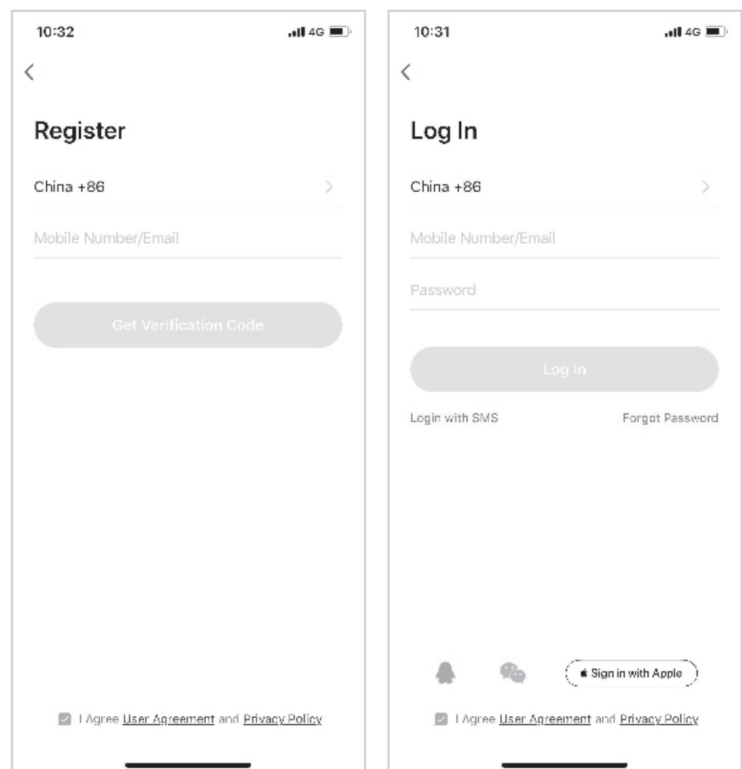 10:32
4G
Register
China +86
Mobile Number/Email
Get Verification Code
I Agree User Agreement and Privacy Policy
10:31
4G
Log In
China +86
Mobile Number/Email
Password
Log In
Login with SMS
Forgot Password
Sign in with Apple
I Agree User Agreement and Privacy Policy